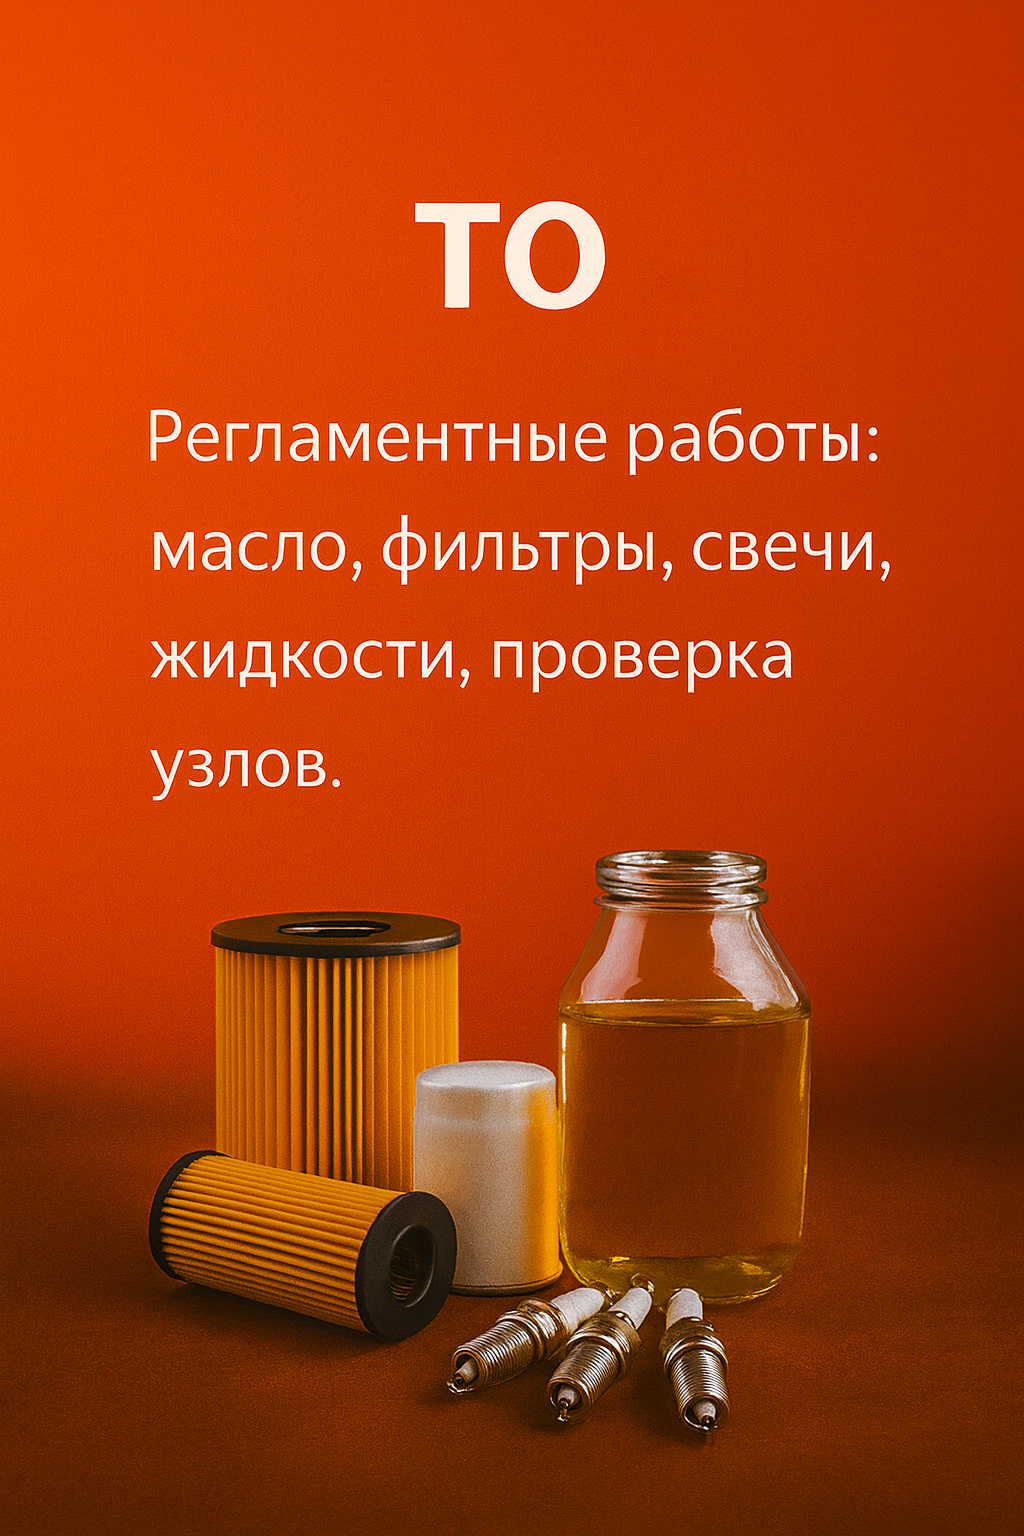 ТО
Регламентные работы:
масло, фильтры, свечи,
жидкости, проверка
узлов.